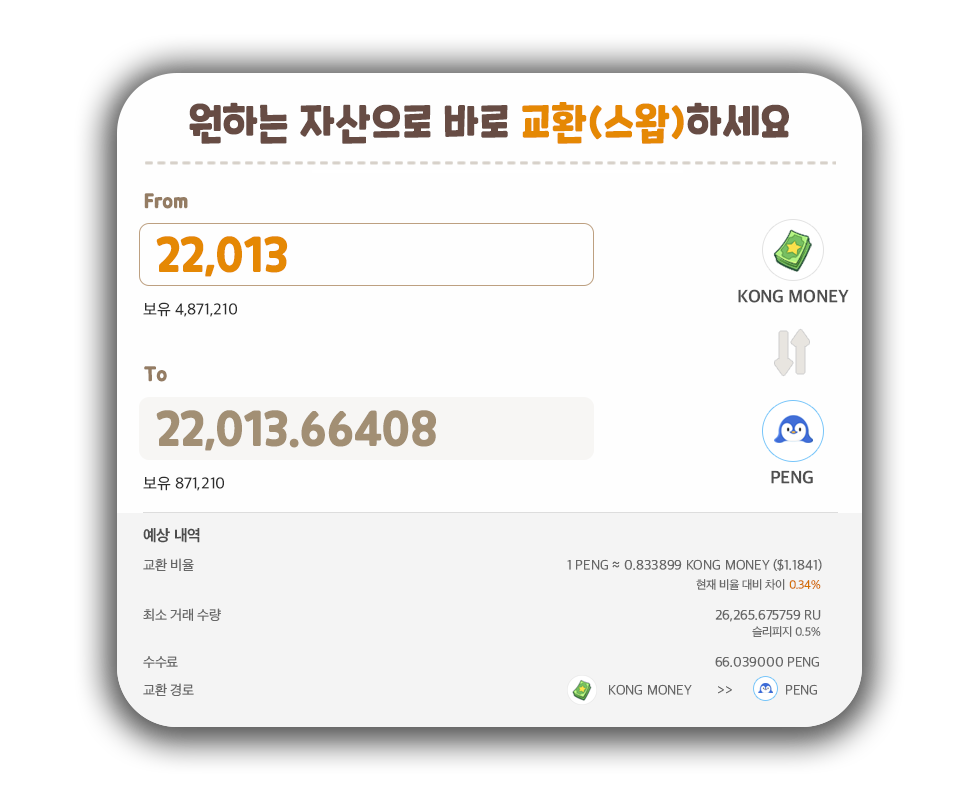 원하는 자산으로 바로 교환(스왑)하세요
From
22,013
KONG MONEY
보유 4,871,210
To
22,013.66408
PENG
보유 871,210
예상 내역
교환 비율 1 PENG ≈ 0.833899 KONG MONEY ($1.1841)
현재 비율 대비 차이 0.34%
최소 거래 수량 26,265.675759 RU
슬리피지 0.5%
수수료 66.039000 PENG
교환 경로 KONG MONEY >> PENG